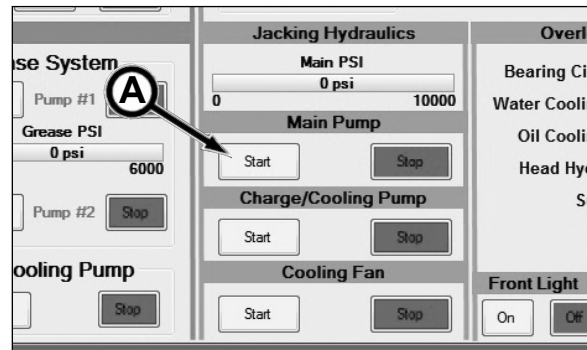 Jacking Hydraulics
Overl
se System
Main PSI
0 psi
0
10000
Bearing Ci
A
Pump #1
Water Cooli
Grease PSI
0 psi
6000
Main Pump
Start
Stop
Oil Cooli
Head Hyd
S
Charge/Cooling Pump
Pump #2
Stop
Start
Stop
ooling Pump
Cooling Fan
Front Light
Stop
Start
Stop
On
Off